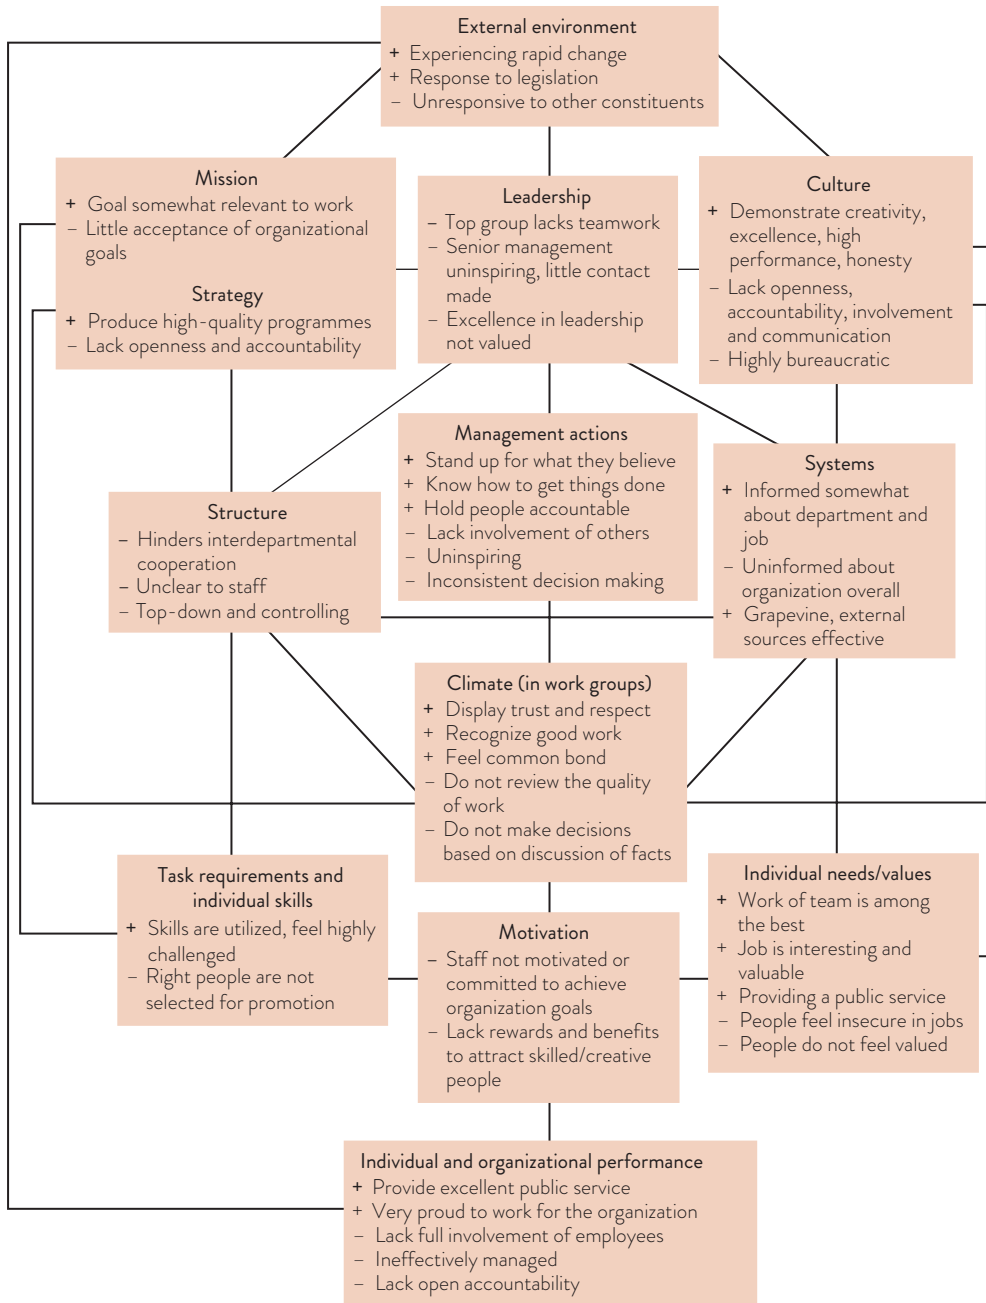 External environment
+ Experiencing rapid change
+ Response to legislation
– Unresponsive to other constituents
Mission
+ Goal somewhat relevant to work
– Little acceptance of organizational
goals
Strategy
+ Produce high-quality programmes
– Lack openness and accountability
Leadership
– Top group lacks teamwork
– Senior management
uninspiring, little contact
made
– Excellence in leadership
not valued
Culture
+ Demonstrate creativity,
excellence, high
performance, honesty
– Lack openness,
accountability, involvement
and communication
– Highly bureaucratic
Management actions
+ Stand up for what they believe
+ Know how to get things done
+ Hold people accountable
– Lack involvement of others
– Uninspiring
– Inconsistent decision making
Structure
– Hinders interdepartmental
cooperation
– Unclear to staff
– Top-down and controlling
Systems
+ Informed somewhat
about department and
job
– Uninformed about
organization overall
+ Grapevine, external
sources effective
Climate (in work groups)
+ Display trust and respect
+ Recognize good work
+ Feel common bond
– Do not review the quality
of work
– Do not make decisions
based on discussion of facts
Task requirements and
individual skills
+ Skills are utilized, feel highly
challenged
– Right people are not
selected for promotion
Motivation
– Staff not motivated or
committed to achieve
organization goals
– Lack rewards and benefits
to attract skilled/creative
people
Individual needs/values
+ Work of team is among
the best
+ Job is interesting and
valuable
+ Providing a public service
– People feel insecure in jobs
– People do not feel valued
Individual and organizational performance
+ Provide excellent public service
+ Very proud to work for the organization
– Lack full involvement of employees
– Ineffectively managed
– Lack open accountability